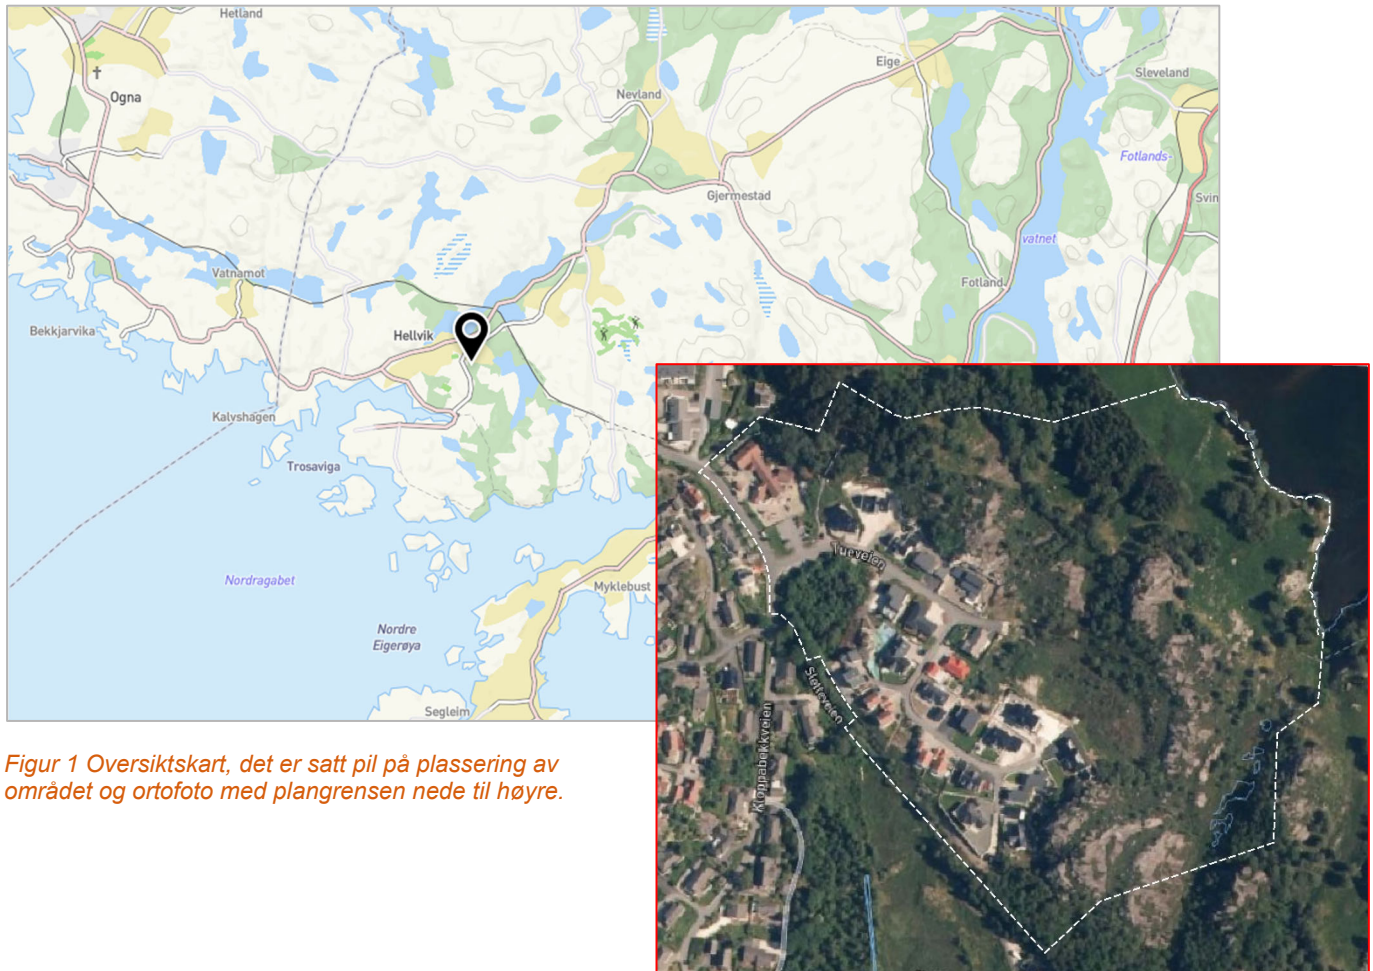 Hetland
Ogna
Eige
Sleveland
Nevland
Fotlands-
Gjermestad
Svin
vatnet
Vatnamot
Fotland
Bekkjarvika
Hellvik
Kalvshagen
Trosaviga
Nordragabet
Myklebust
Nordre
Eigerøya
Segleim
Tueveien
Sletteveien
Kloppabekkveien
Figur 1 Oversiktskart, det er satt pil på plassering av
området og ortofoto med plangrensen nede til høyre.